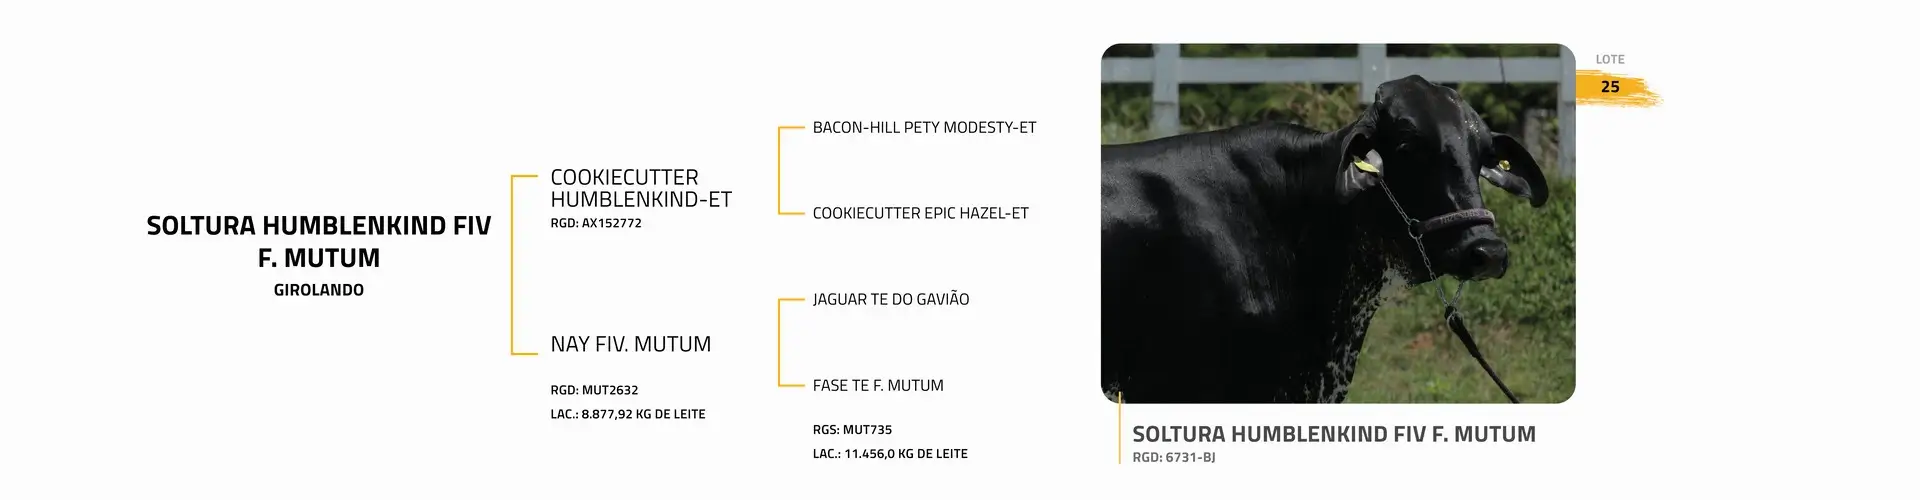 SOLTURA HUMBLENKIND FIV
F. MUTUM
GIROLANDO
COOKIECUTTER
HUMBLENKIND-ET
RGD: AX152772
NAY FIV. MUTUM
RGD: MUT2632
LAC.: 8.877,92 KG DE LEITE
BACON-HILL PETY MODESTY-ET
COOKIECUTTER EPIC HAZEL-ET
JAGUAR TE DO GAVIÃO
FASE TE F. MUTUM
RGS: MUT735
LAC.: 11.456,0 KG DE LEITE
LOTE
25
SOLTURA HUMBLENKIND FIV F. MUTUM
RGD: 6731-BJ